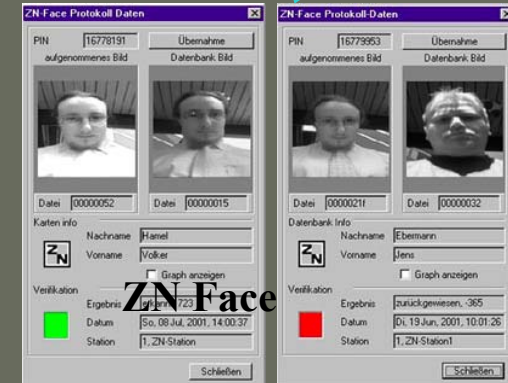 ZN-Face Protokoll Daten
PIN 16778191 Übernahme
aufgenommenes Bild Datenbank Bild
Datei 00000052 Datei 00000015
Karten info
ZN
Nachname Hamel
Vorname Volker
Graph anzeigen
Verifikation
Ergebnis 723
Datum So, 08 Jul, 2001, 14:00:37
Station 1, ZN-Station
Schließen
ZN-Face Protokoll-Daten
PIN 16779953 Übernahme
aufgenommenes Bild Datenbank Bild
Datei 0000021f Datei 00000032
Datenbank Info
ZN
Nachname Ebermann
Vorname Jens
Graph anzeigen
Verifikation
Ergebnis zurückgewiesen, -365
Datum Di, 19 Jun, 2001, 10:01:26
Station 1, ZN-Station1
Schließen
ZN Face